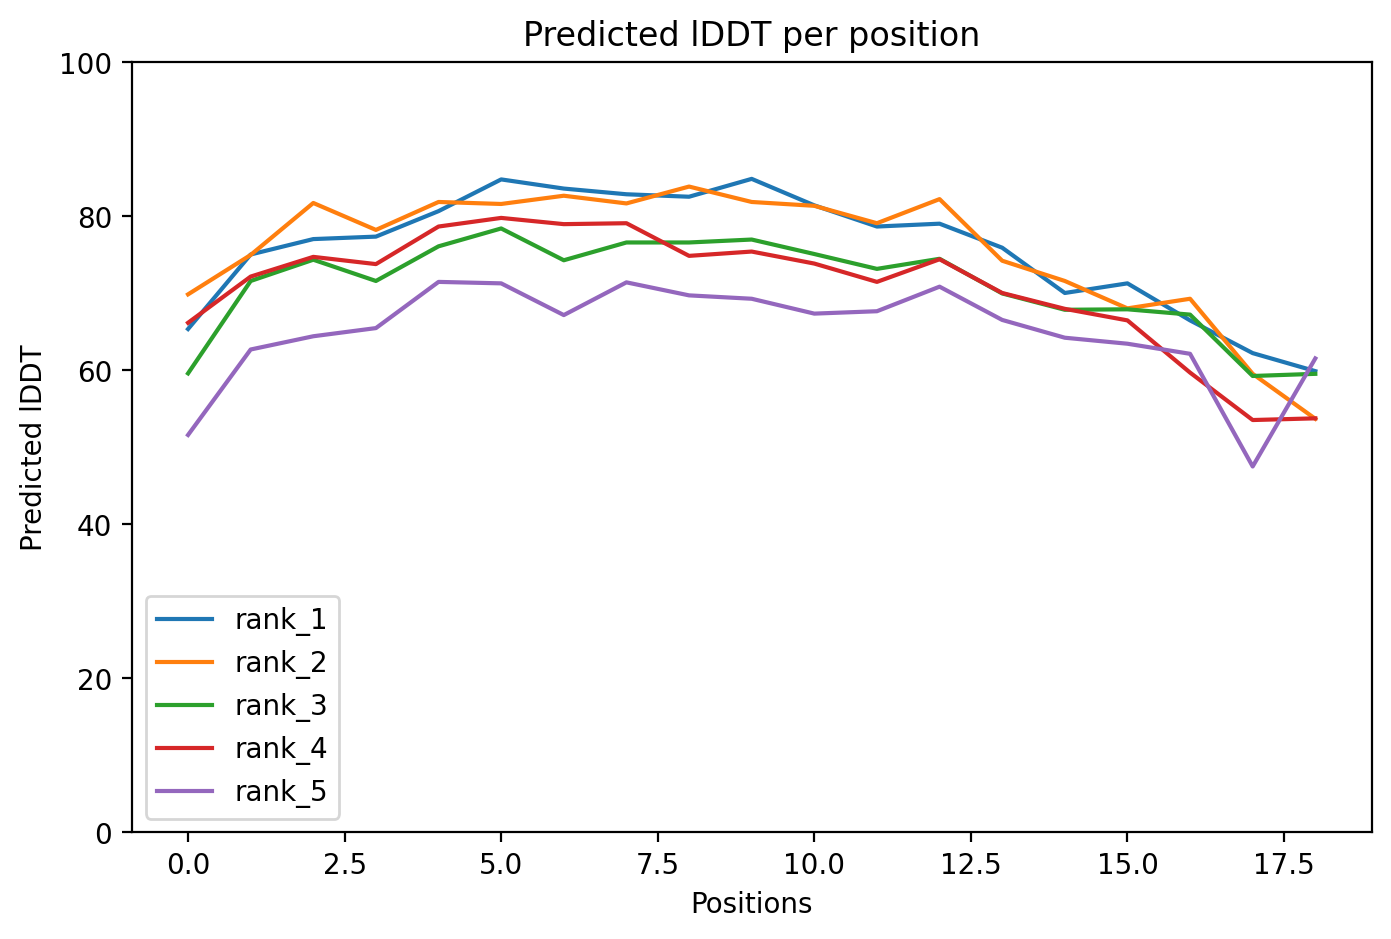 Predicted lDDT per position
100
80
60
40
20
0
Predicted lDDT
rank_1
rank_2
rank_3
rank_4
rank_5
0.0 2.5 5.0 7.5 10.0 12.5 15.0 17.5
Positions